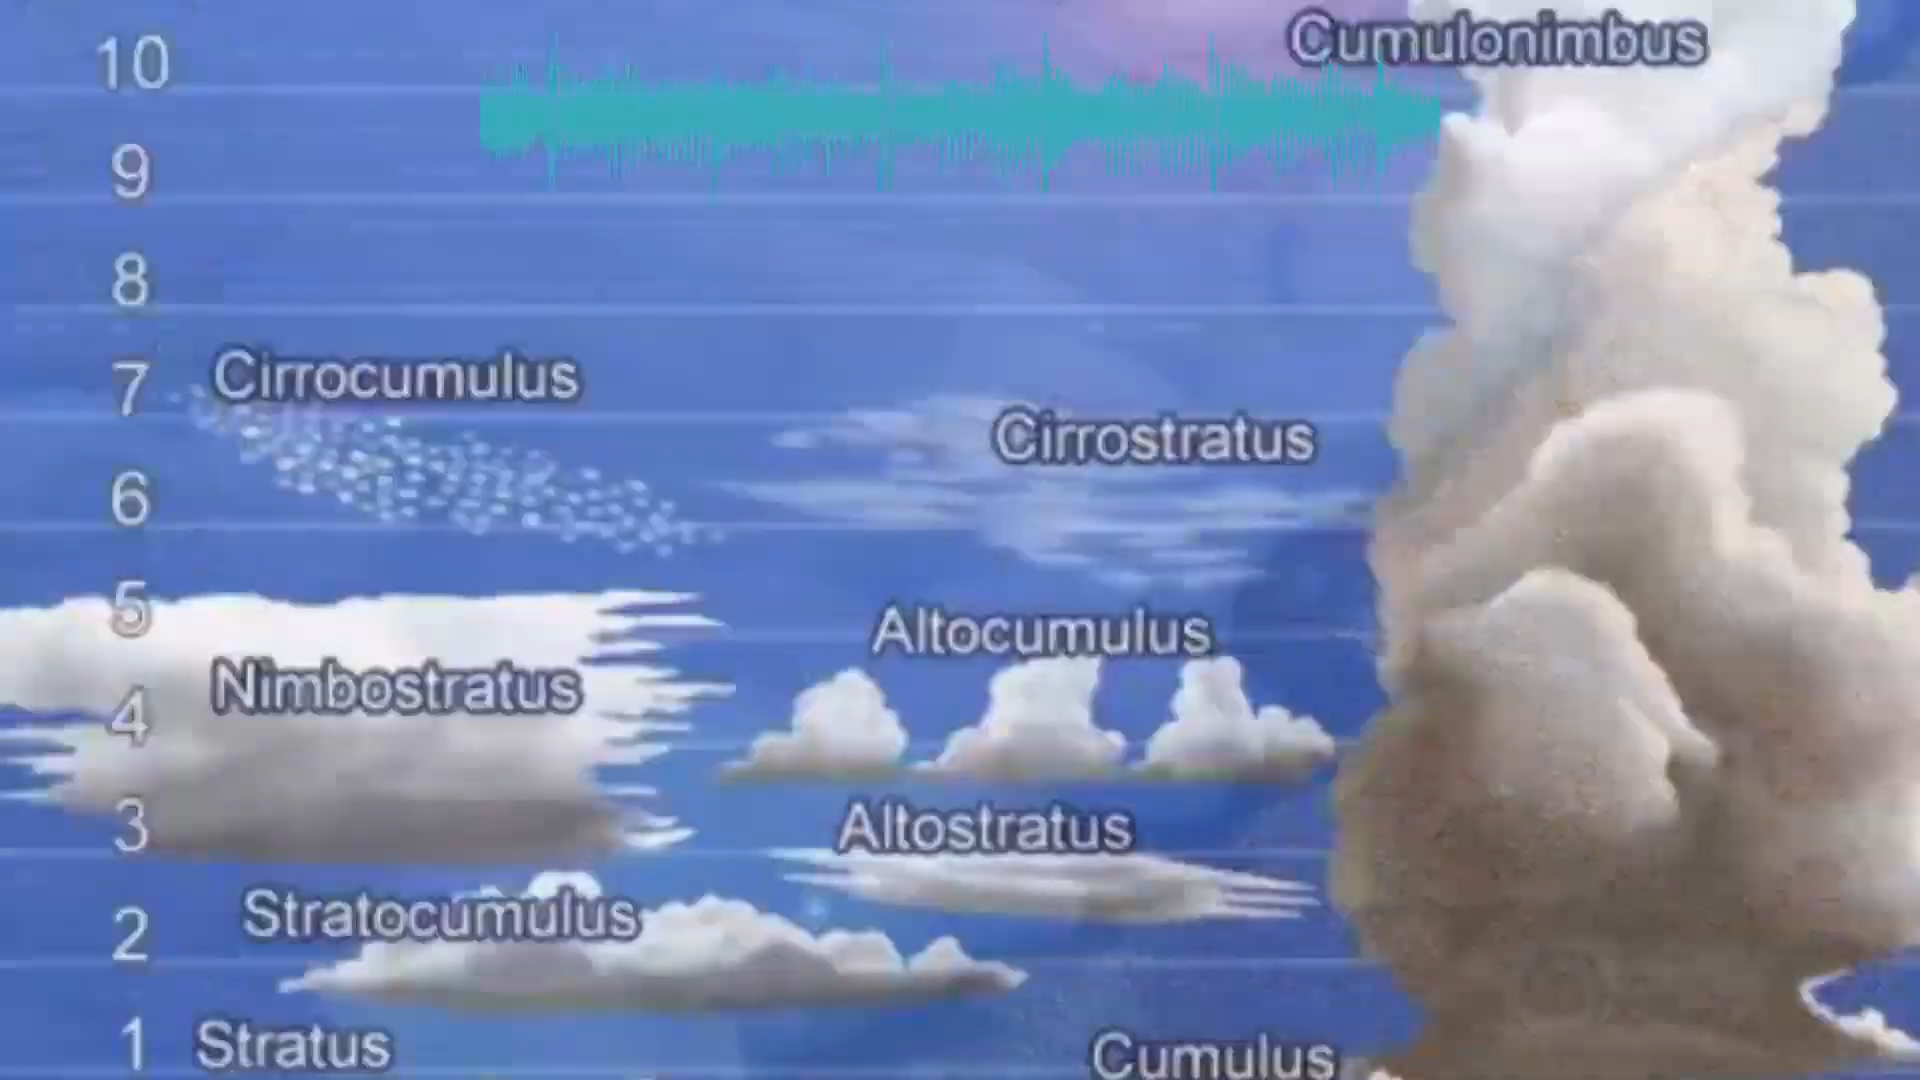 Cumulonimbus
10
9
8
7
Cirrocumulus
Cirrostratus
6
5
Altocumulus
Nimbostratus
4
3
Altostratus
Stratocumulus
2
1
Stratus
Cumulus